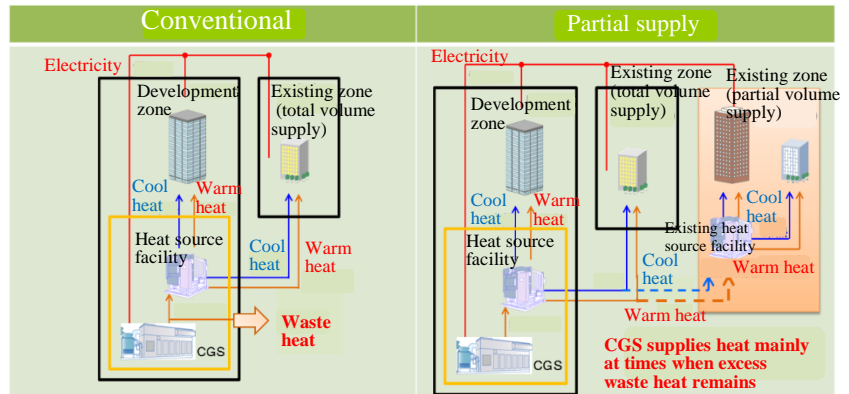 Conventional
Partial supply
Electricity
Development
zone
Existing zone
(total volume
supply)
Cool
heat
Warm
heat
Heat source
facility
Cool
heat
Warm
heat
Waste
heat
CGS
Electricity
Development
zone
Existing zone
(total volume
supply)
Existing zone
(partial volume
supply)
Cool
heat
Warm
heat
Heat source
facility
Existing heat
source facility
Cool
heat
Warm heat
Cool
heat
Warm heat
CGS
CGS supplies heat mainly
at times when excess
waste heat remains